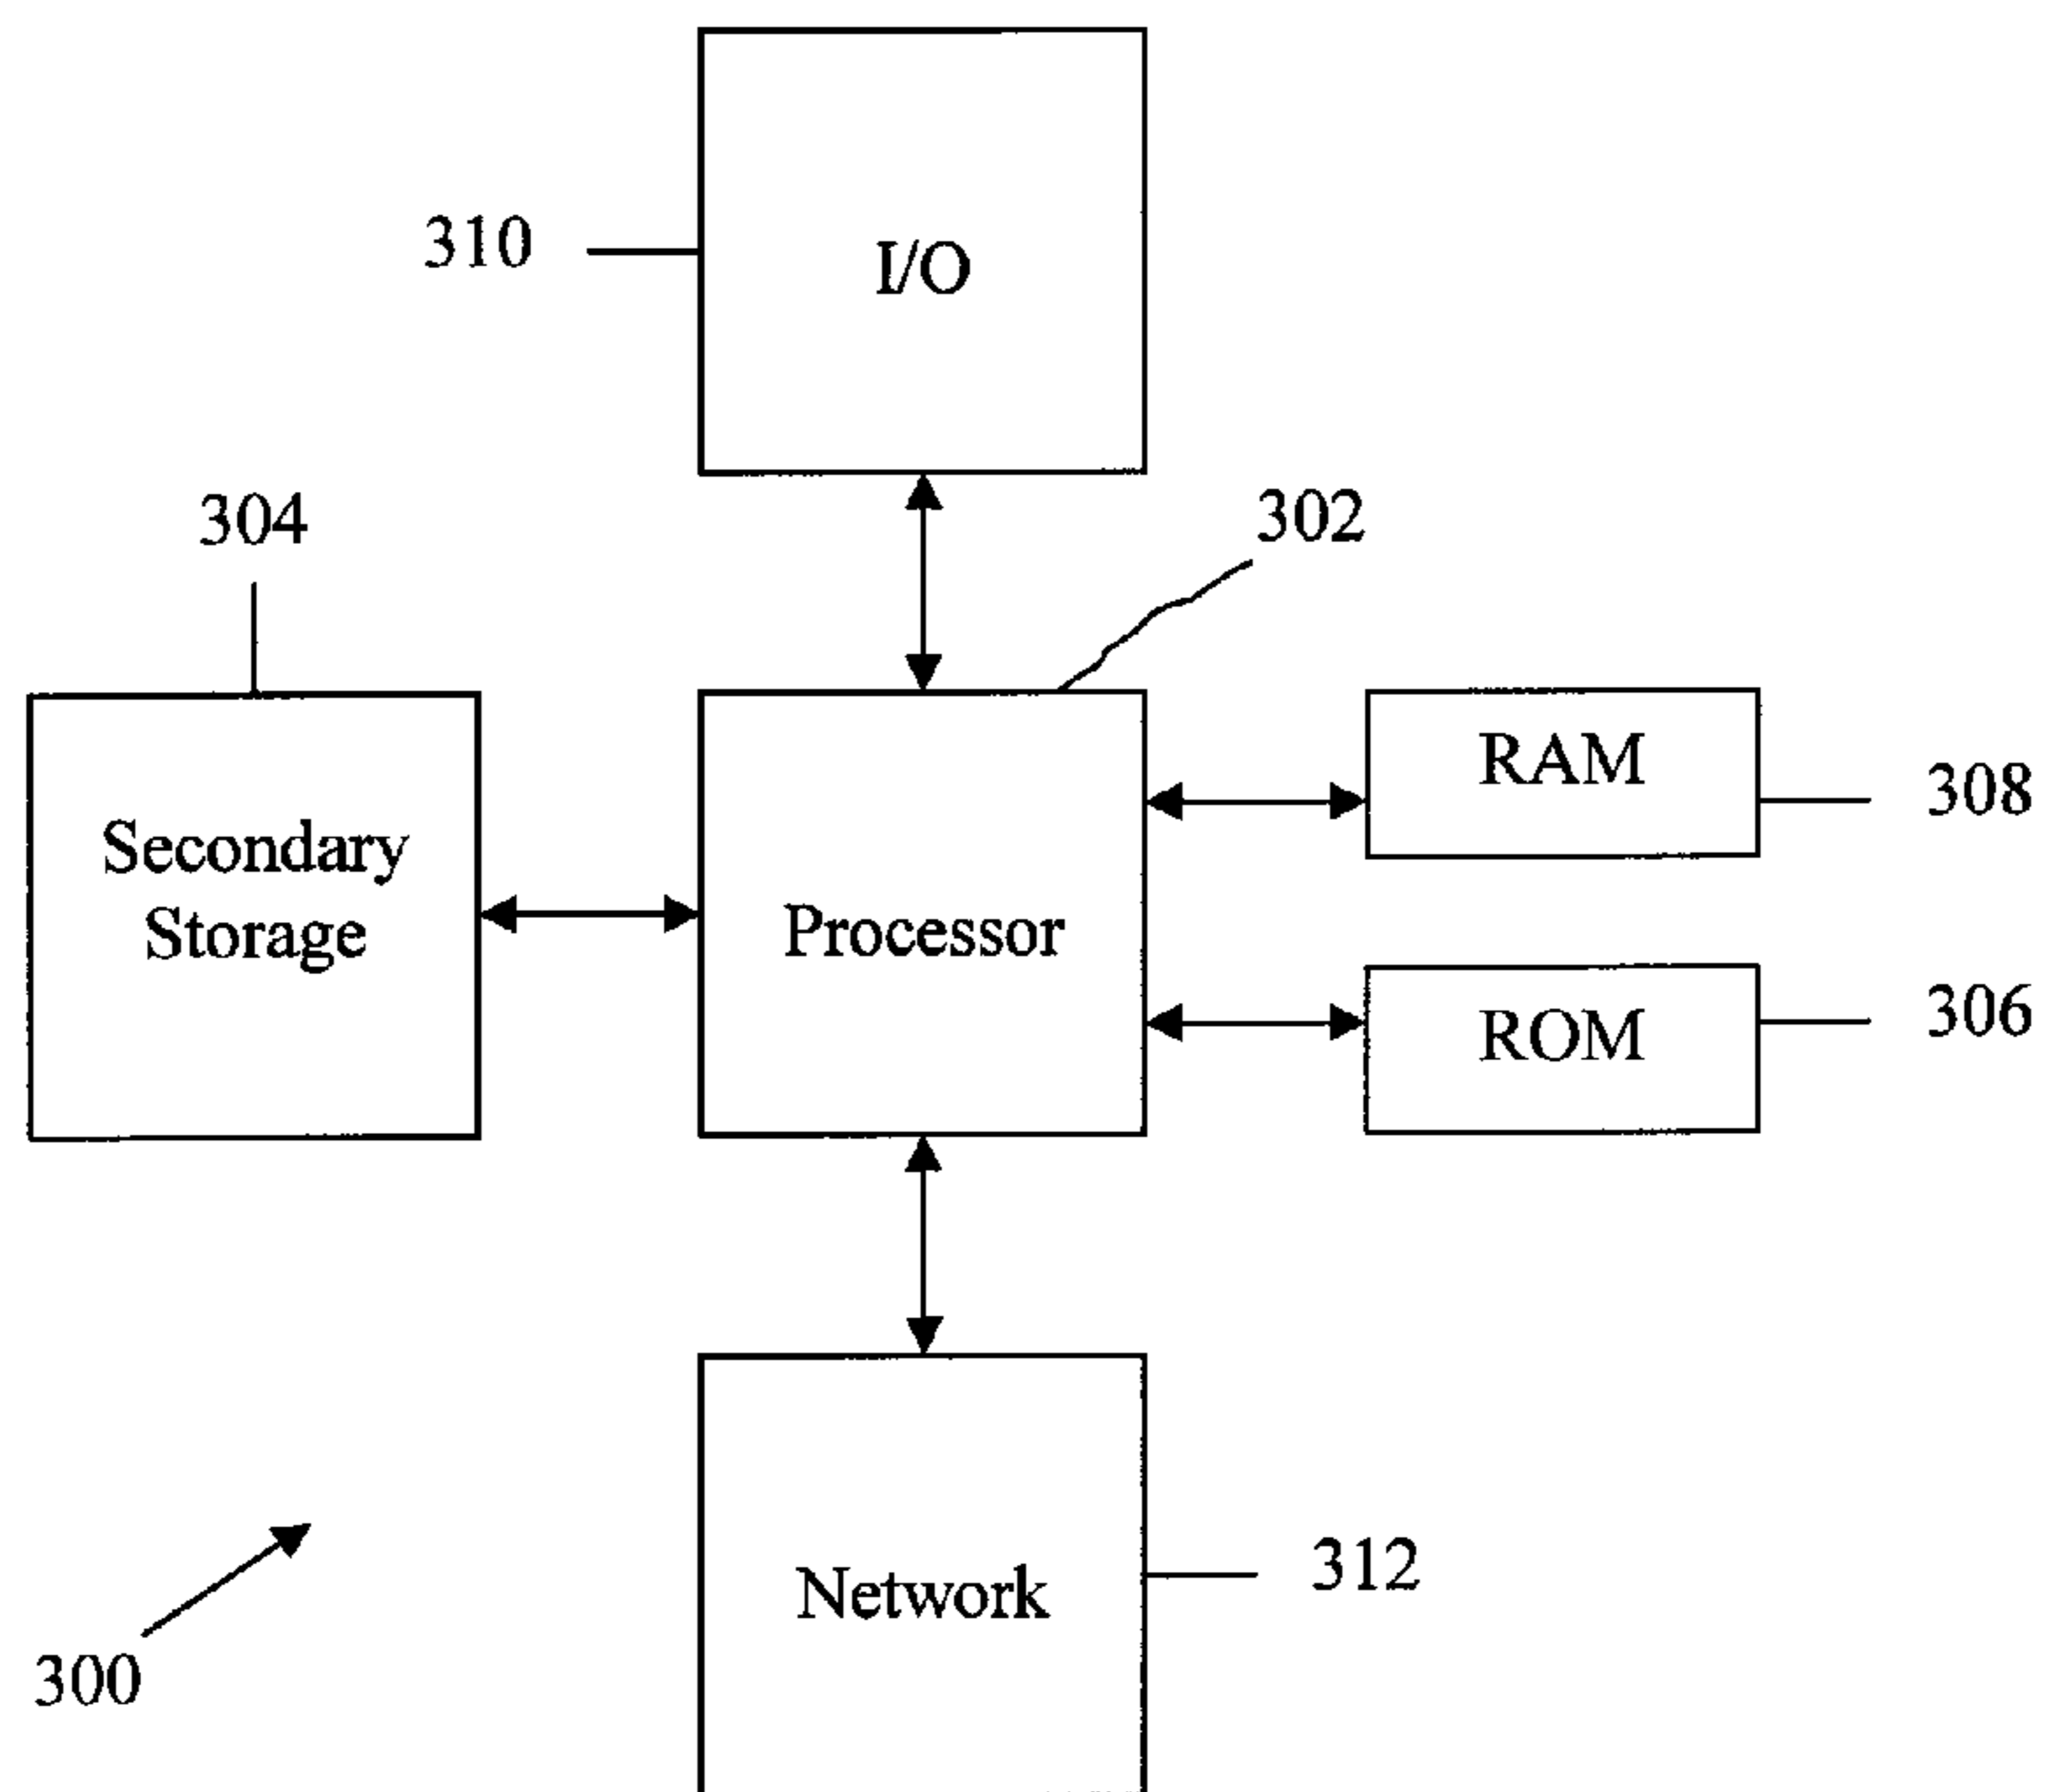 310
I/O
304
302
RAM
308
Secondary
Storage
Processor
306
ROM
Network
312
300